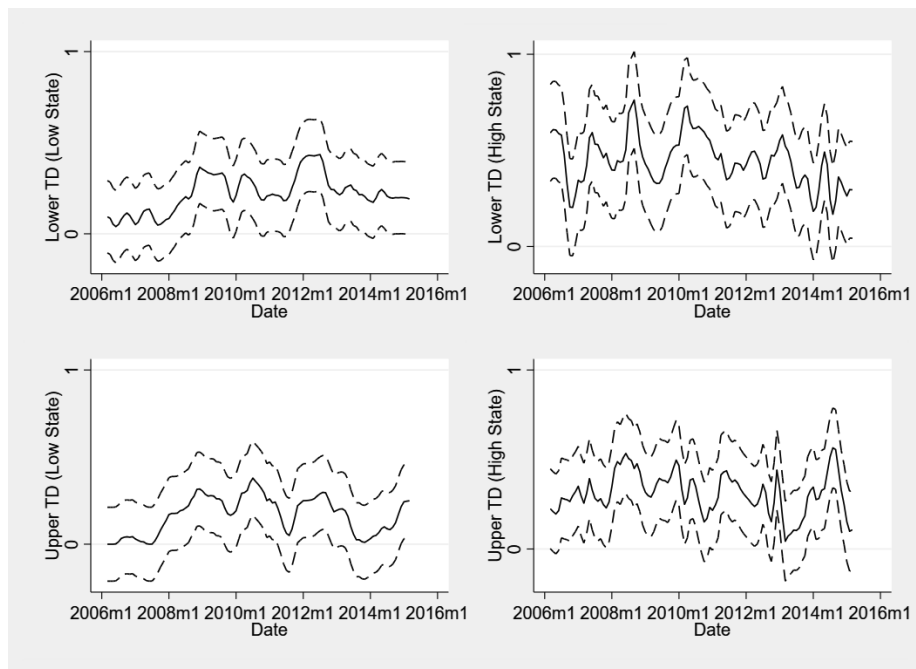 Lower TD (Low State)
1
0
2006m1 2008m1 2010m1 2012m1 2014m1 2016m1
Date
Lower TD (High State)
1
0
2006m1 2008m1 2010m1 2012m1 2014m1 2016m1
Date
Upper TD (Low State)
1
0
2006m1 2008m1 2010m1 2012m1 2014m1 2016m1
Date
Upper TD (High State)
1
0
2006m1 2008m1 2010m1 2012m1 2014m1 2016m1
Date